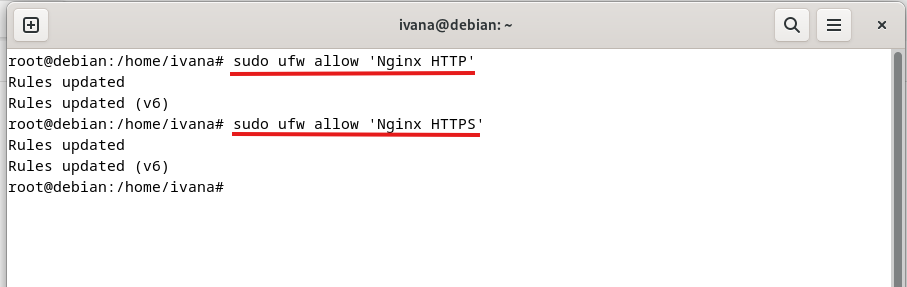 ivana@debian: ~
root@debian:/home/ivana# sudo ufw allow 'Nginx HTTP'
Rules updated
Rules updated (v6)
root@debian:/home/ivana# sudo ufw allow 'Nginx HTTPS'
Rules updated
Rules updated (v6)
root@debian:/home/ivana#